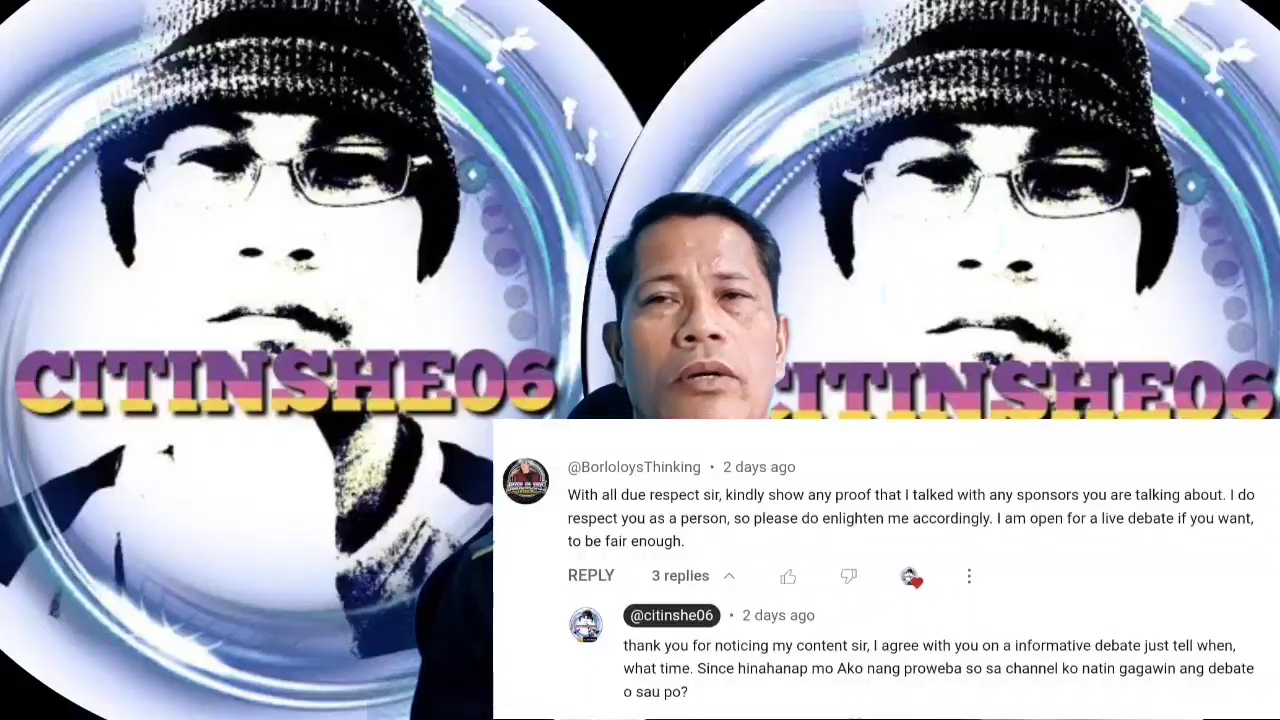 CITINSHE06
CITINSHE06
@BorloloysThinking • 2 days ago
With all due respect sir, kindly show any proof that I talked with any sponsors you are talking about. I do
respect you as a person, so please do enlighten me accordingly. I am open for a live debate if you want,
to be fair enough.
REPLY 3 replies
@citinshe06 • 2 days ago
thank you for noticing my content sir, I agree with you on a informative debate just tell when,
what time. Since hinahanap mo Ako nang proweba so sa channel ko natin gagawin ang debate
o sau po?